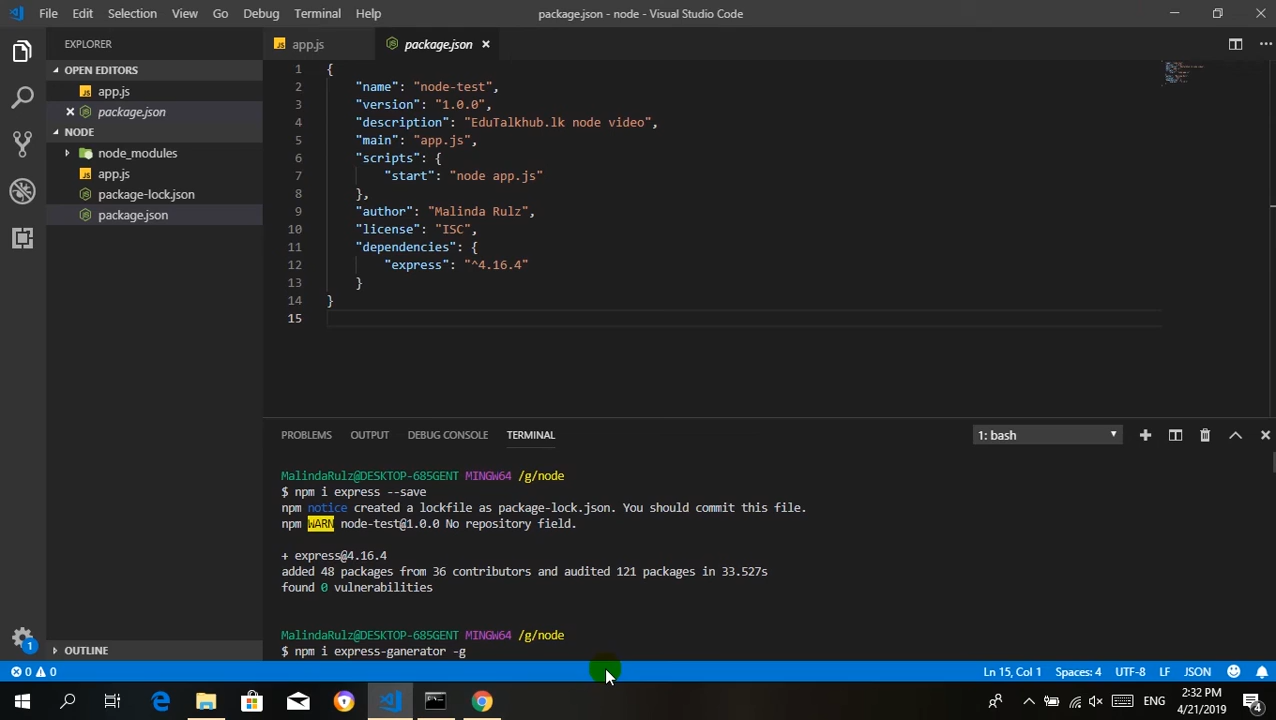 File Edit Selection View Go Debug Terminal Help package.json - node - Visual Studio Code
EXPLORER
OPEN EDITORS
app.js
package.json
NODE
node_modules
app.js
package-lock.json
package.json
OUTLINE
app.js package.json
1 {
2 "name": "node-test",
3 "version": "1.0.0",
4 "description": "EduTalkhub.lk node video",
5 "main": "app.js",
6 "scripts": {
7 "start": "node app.js"
8 },
9 "author": "Malinda Rulz",
10 "license": "ISC",
11 "dependencies": {
12 "express": "^4.16.4"
13 }
14 }
15
PROBLEMS OUTPUT DEBUG CONSOLE TERMINAL 1: bash
MalindaRulz@DESKTOP-685GENT MINGW64 /g/node
$ npm i express --save
npm notice created a lockfile as package-lock.json. You should commit this file.
npm WARN node-test@1.0.0 No repository field.
+ express@4.16.4
added 48 packages from 36 contributors and audited 121 packages in 33.527s
found 0 vulnerabilities
MalindaRulz@DESKTOP-685GENT MINGW64 /g/node
$ npm i express-ganerator -g
1
0 0 Ln 15, Col 1 Spaces: 4 UTF-8 LF JSON
ENG 2:32 PM
4/21/2019
4